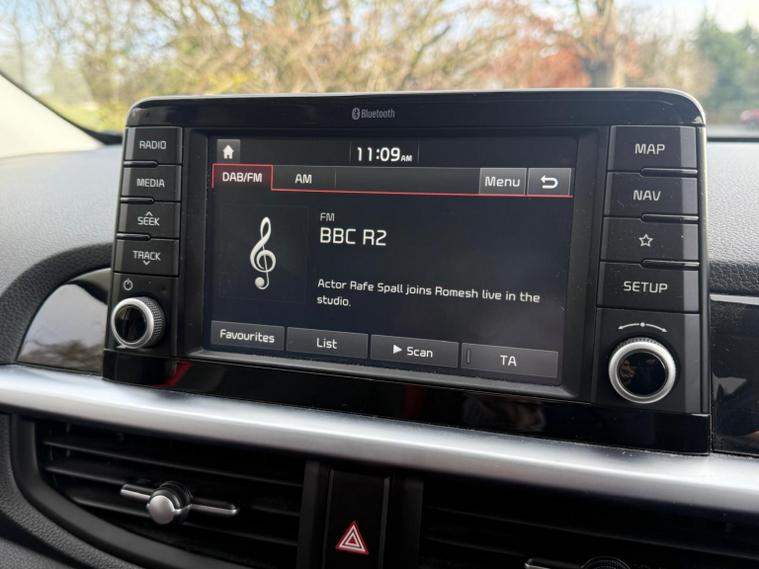 Bluetooth
RADIO
MEDIA
SEEK
TRACK
11:09AM
DAB/FM AM Menu
FM
BBC R2
Actor Rafe Spall joins Romesh live in the
studio.
Favourites List Scan TA
MAP
NAV
SETUP